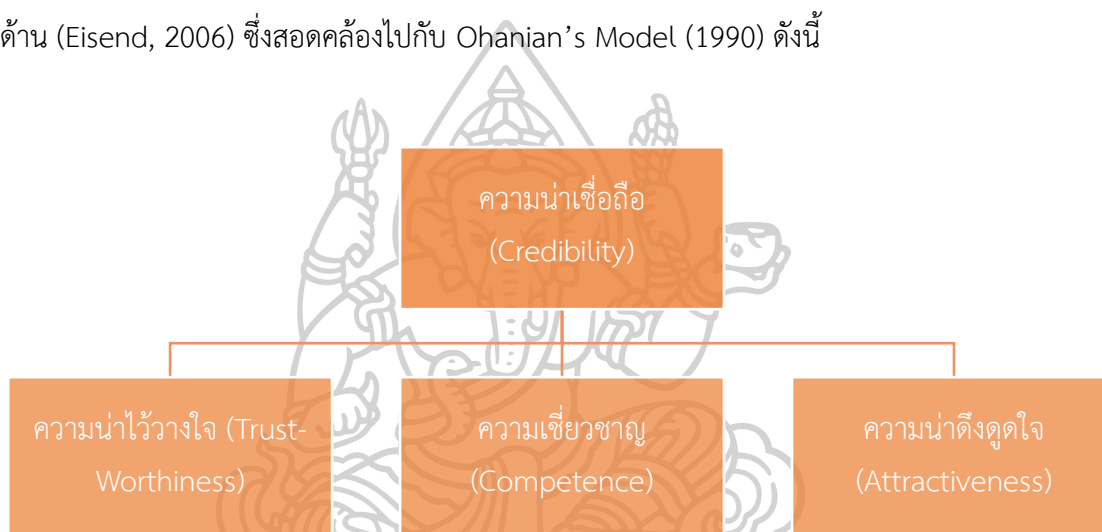 ด้าน (Eisend, 2006) ซึ่งสอดคล้องไปกับ Ohanian’s Model (1990) ดังนี้
ความน่าเชื่อถือ
(Credibility)
ความน่าไว้วางใจ (Trust-
Worthiness)
ความเชี่ยวชาญ
(Competence)
ความน่าดึงดูดใจ
(Attractiveness)